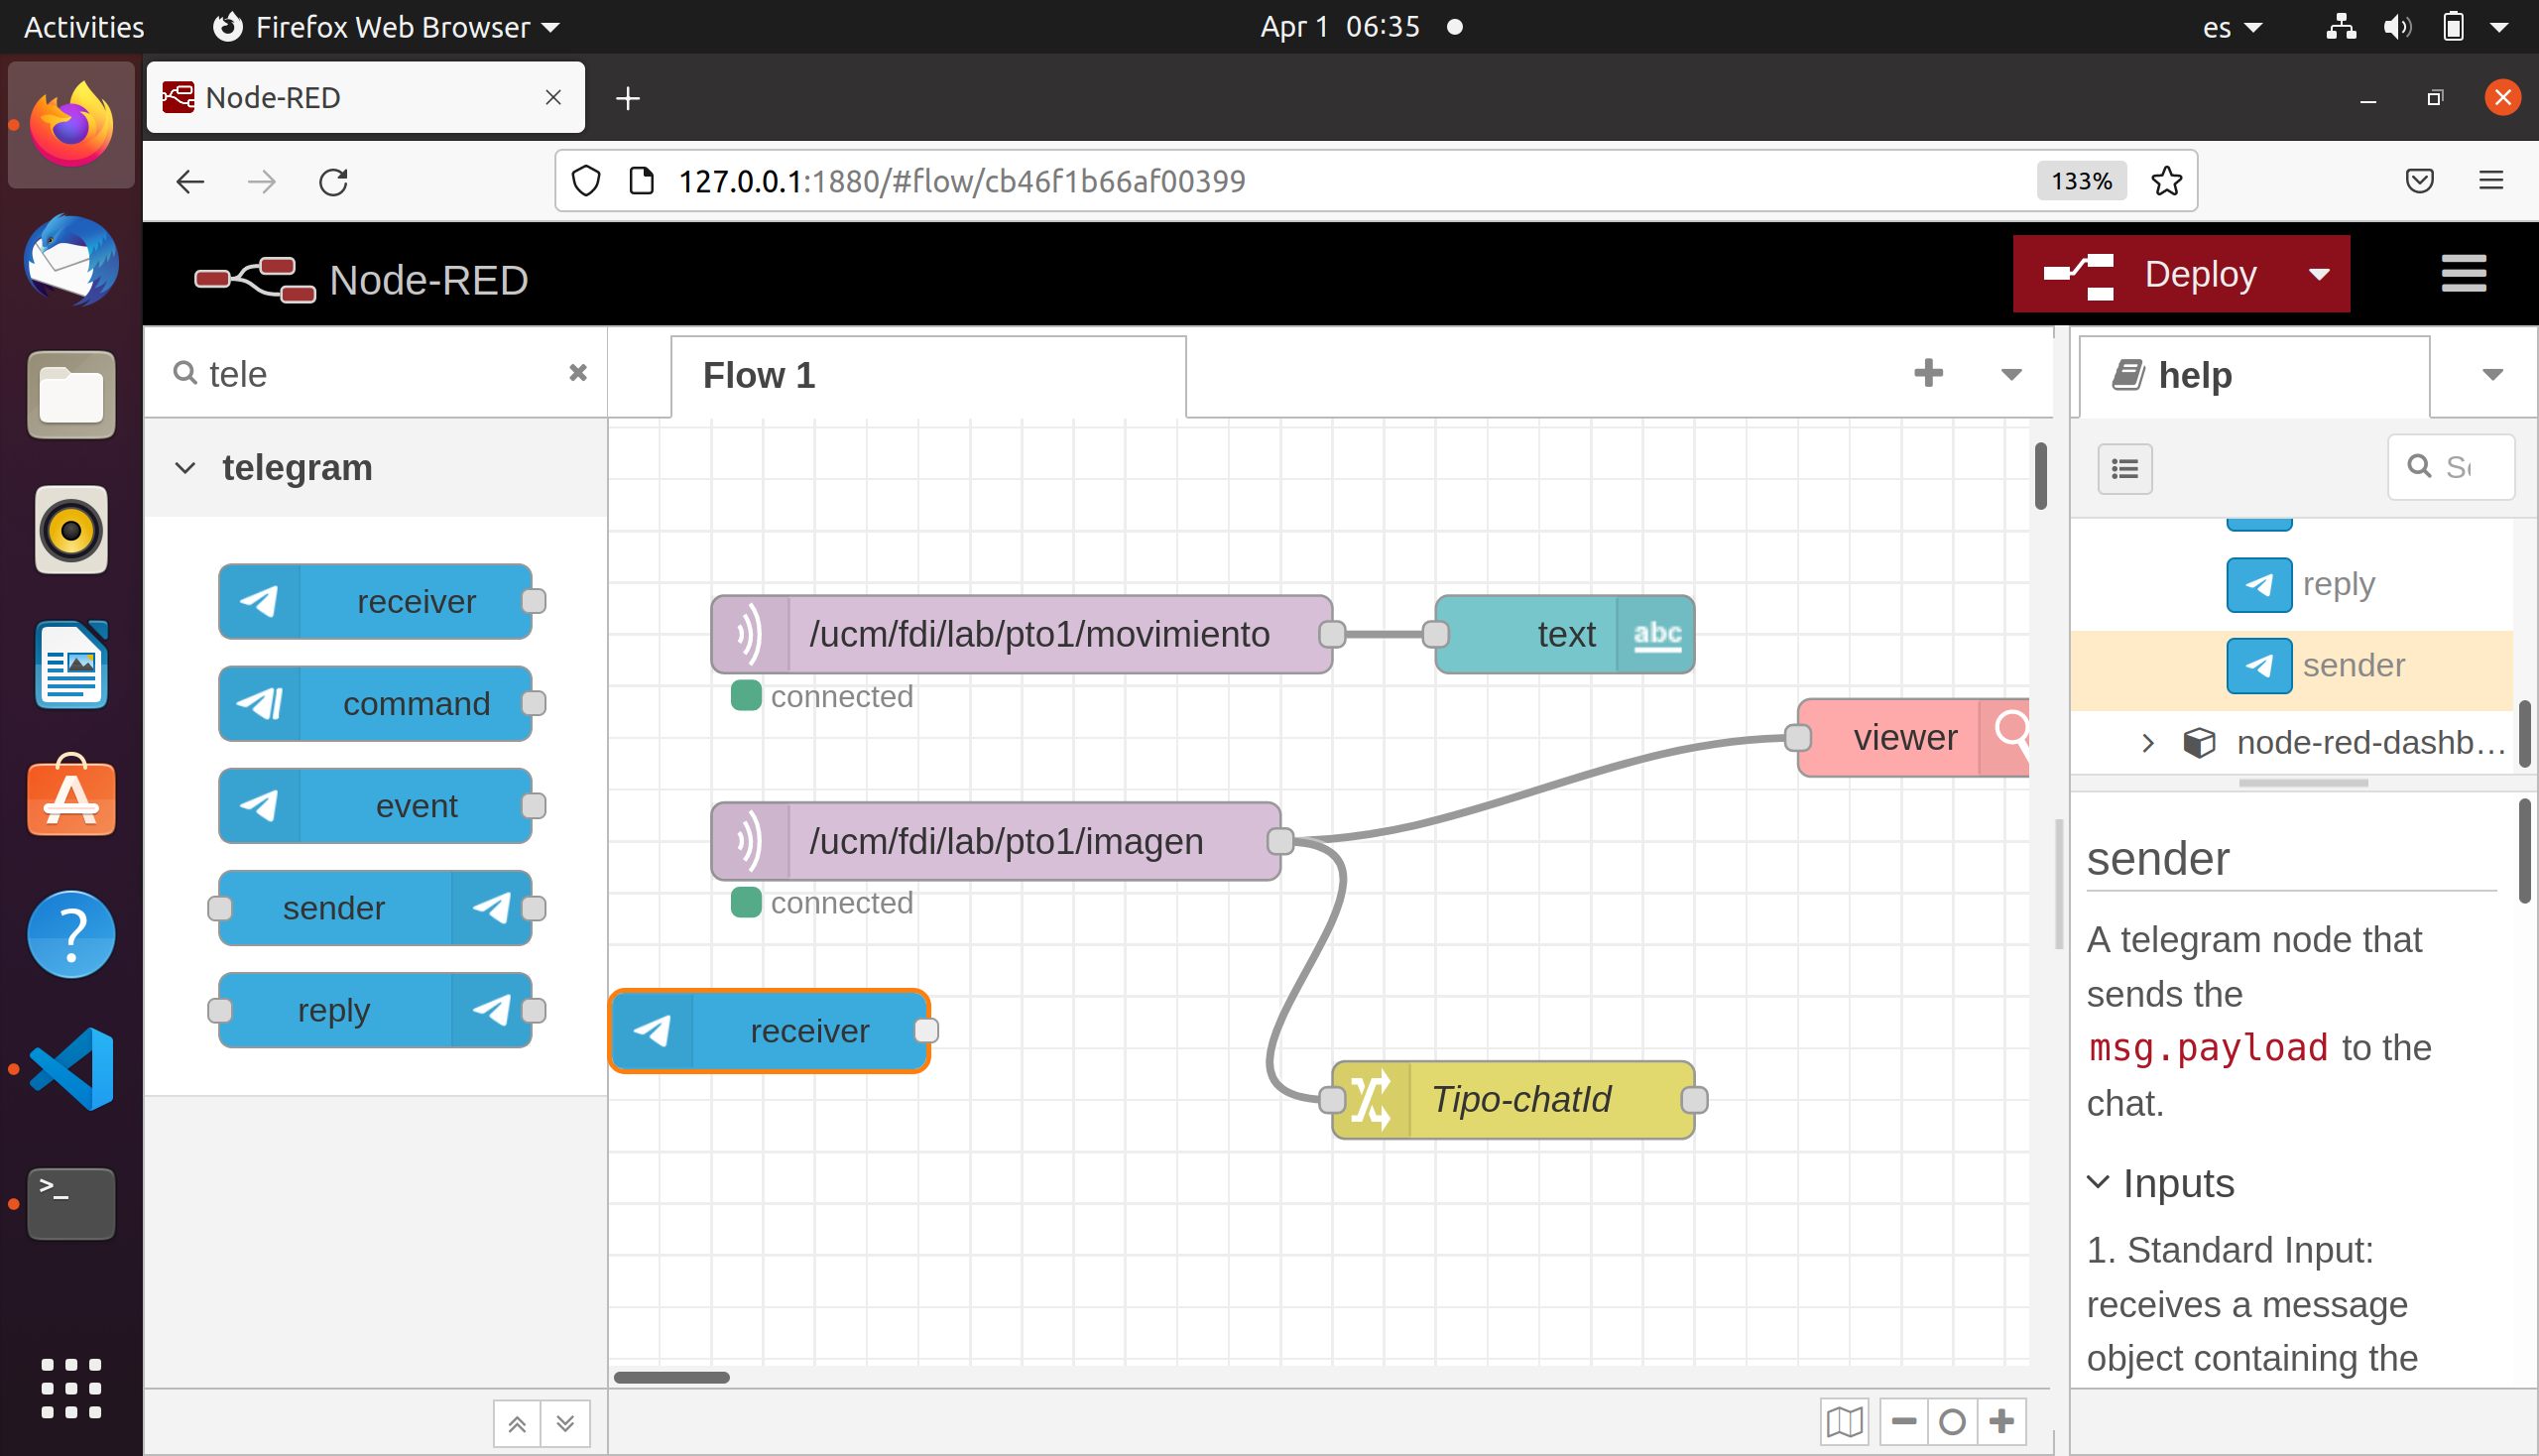 Activities
Firefox Web Browser
Apr 1 06:35
es
Node-RED
127.0.0.1:1880/#flow/cb46f1b66af00399
133%
Node-RED
Deploy
tele
Flow 1
help
telegram
receiver
command
event
sender
reply
/ucm/fdi/lab/pto1/movimiento
connected
text
abc
viewer
/ucm/fdi/lab/pto1/imagen
connected
receiver
Tipo-chatId
reply
sender
node-red-dashb…
sender
A telegram node that
sends the
msg.payload to the
chat.
Inputs
1. Standard Input:
receives a message
object containing the